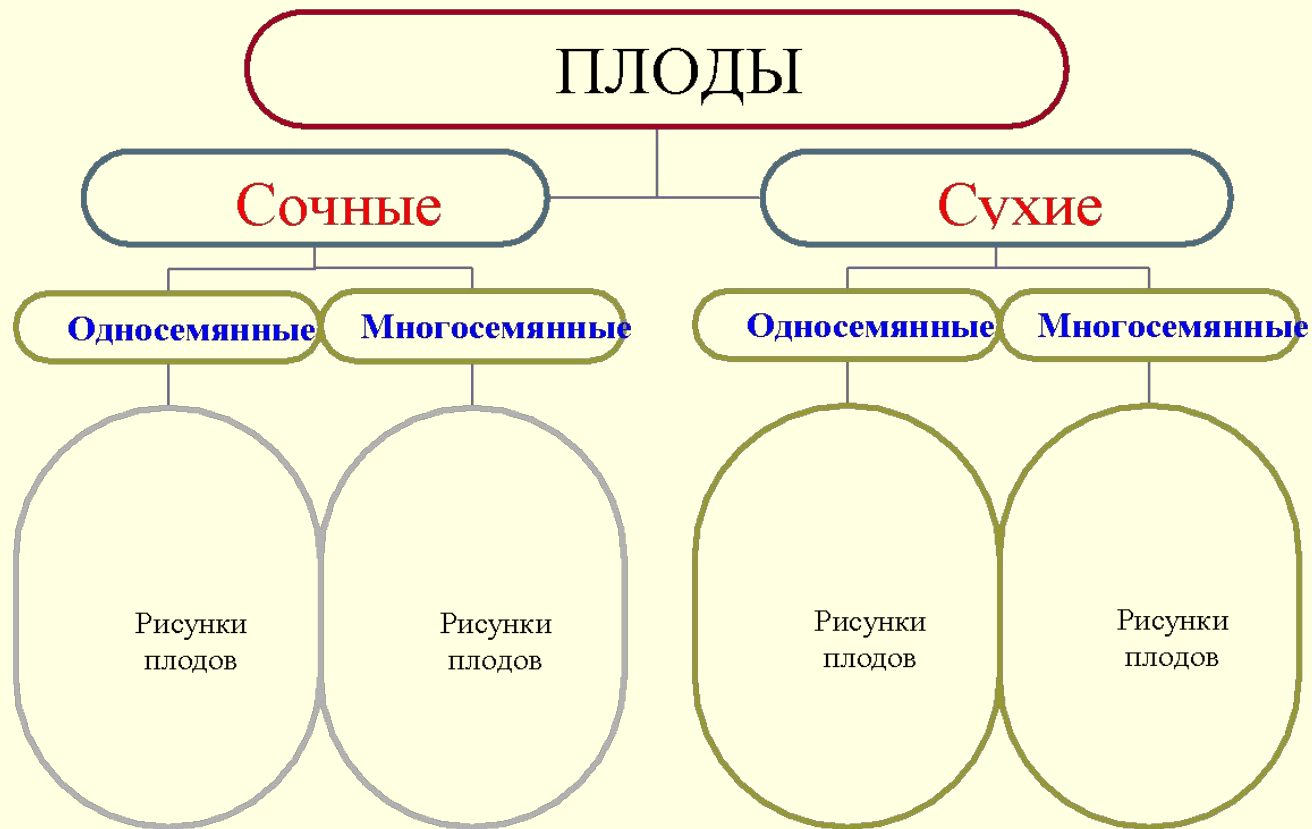 ПЛОДЫ
Сочные
Сухие
Односемянные
Многосемянные
Односемянные
Многосемянные
Рисунки
плодов
Рисунки
плодов
Рисунки
плодов
Рисунки
плодов